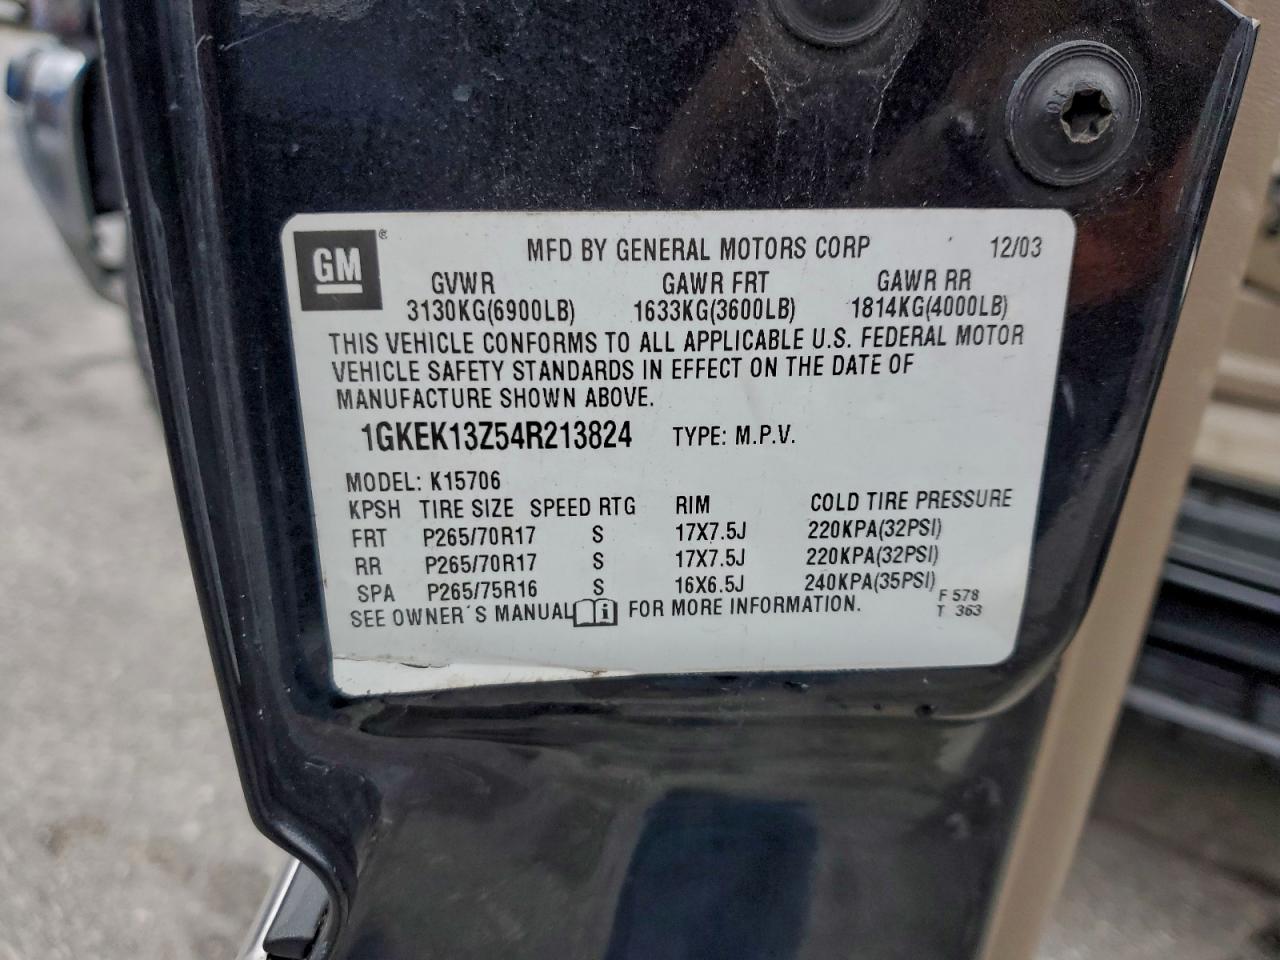 GM ®
MFD BY GENERAL MOTORS CORP 12/03
GVWR GAWR FRT GAWR RR
3130KG(6900LB) 1633KG(3600LB) 1814KG(4000LB)
THIS VEHICLE CONFORMS TO ALL APPLICABLE U.S. FEDERAL MOTOR
VEHICLE SAFETY STANDARDS IN EFFECT ON THE DATE OF
MANUFACTURE SHOWN ABOVE.
1GKEK13Z54R213824 TYPE: M.P.V.
MODEL: K15706
KPSH TIRE SIZE SPEED RTG RIM COLD TIRE PRESSURE
FRT P265/70R17 S 17X7.5J 220KPA(32PSI)
RR P265/70R17 S 17X7.5J 220KPA(32PSI)
SPA P265/75R16 S 16X6.5J 240KPA(35PSI)
SEE OWNER'S MANUAL i FOR MORE INFORMATION.
F 578
T 363